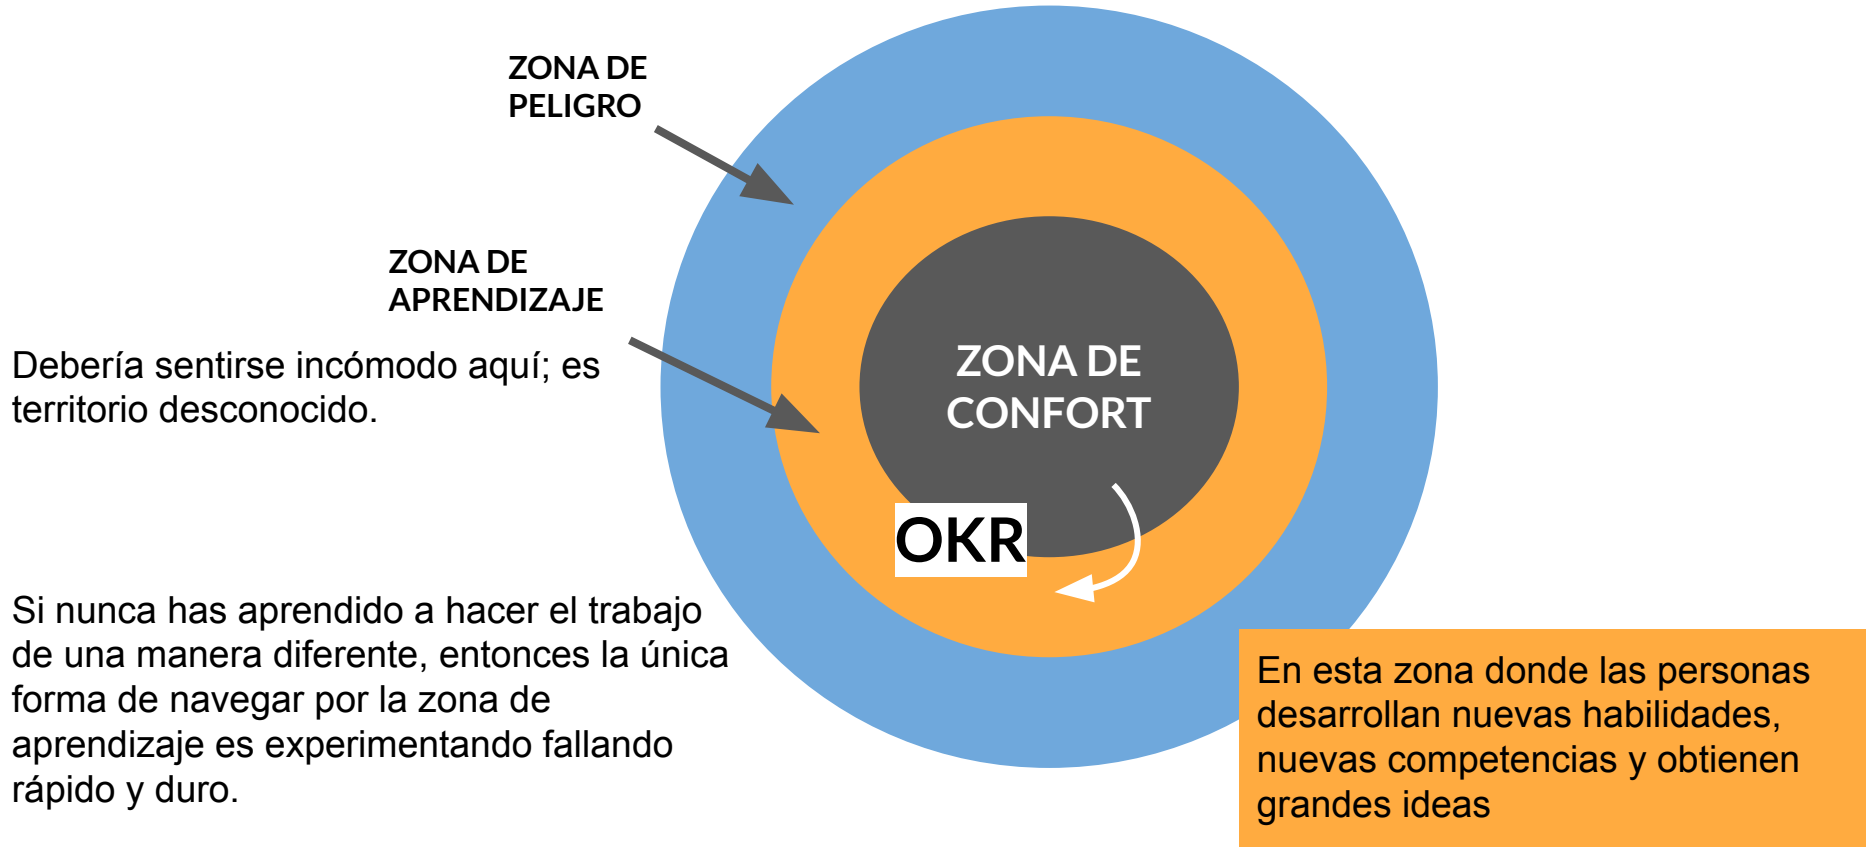 ZONA DE
PELIGRO
ZONA DE
APRENDIZAJE
Debería sentirse incómodo aquí; es
territorio desconocido.
ZONA DE
CONFORT
OKR
Si nunca has aprendido a hacer el trabajo
de una manera diferente, entonces la única
forma de navegar por la zona de
aprendizaje es experimentando fallando
rápido y duro.
En esta zona donde las personas
desarrollan nuevas habilidades,
nuevas competencias y obtienen
grandes ideas